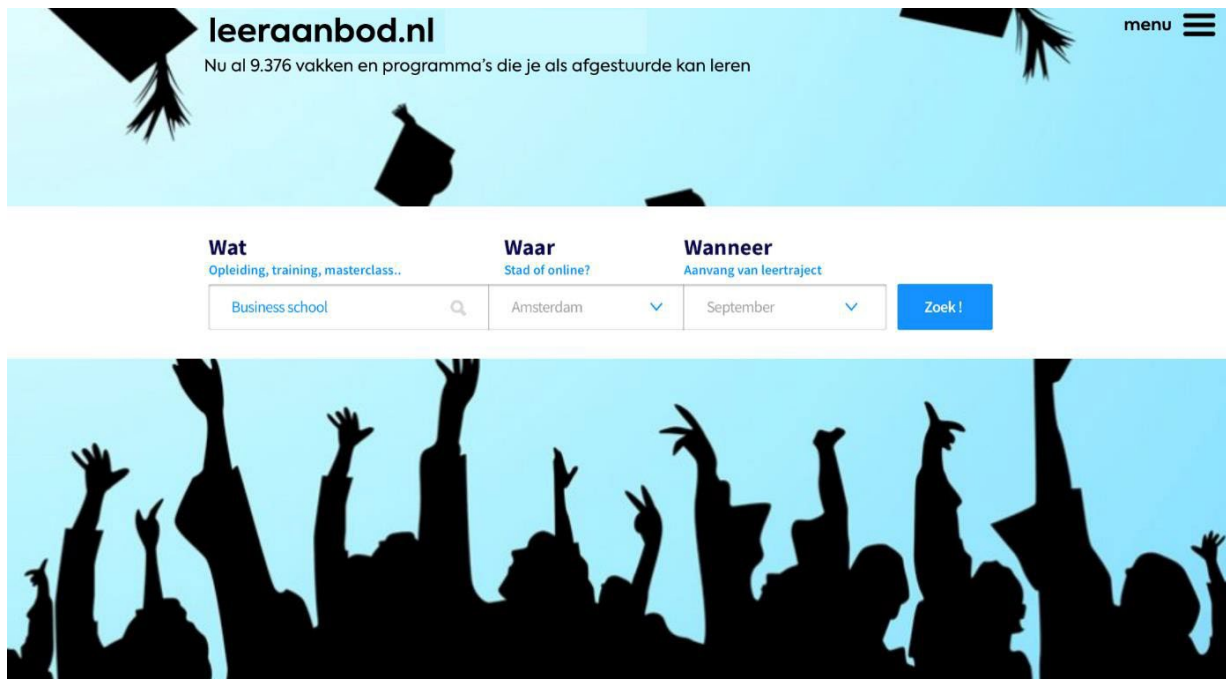 leeraanbod.nl
menu
Nu al 9.376 vakken en programma's die je als afgestuurde kan leren
Wat
Opleiding, training, masterclass..
Business school
Waar
Stad of online?
Amsterdam
Wanneer
Aanvang van leertraject
September
Zoek !